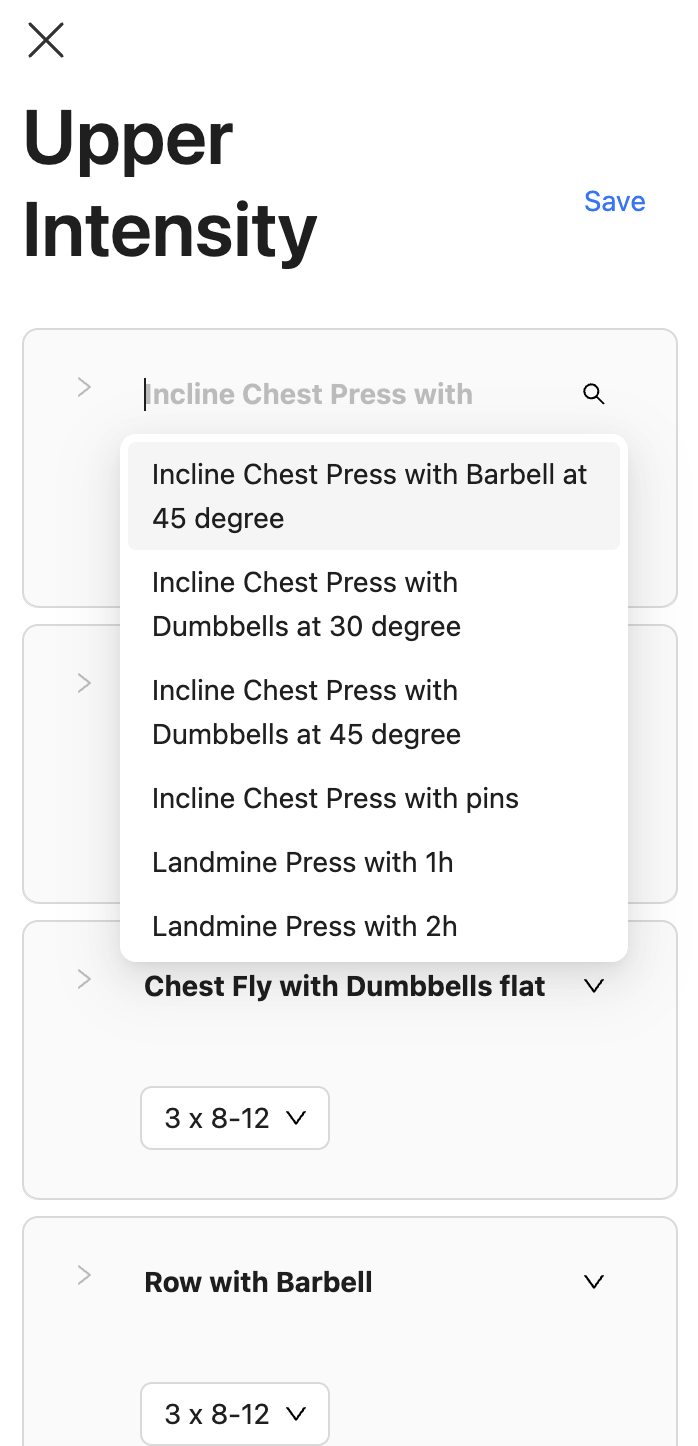 Upper
Intensity
Save
Incline Chest Press with
Incline Chest Press with Barbell at
45 degree
Incline Chest Press with
Dumbbells at 30 degree
Incline Chest Press with
Dumbbells at 45 degree
Incline Chest Press with pins
Landmine Press with 1h
Landmine Press with 2h
Chest Fly with Dumbbells flat
3 x 8-12
Row with Barbell
3 x 8-12